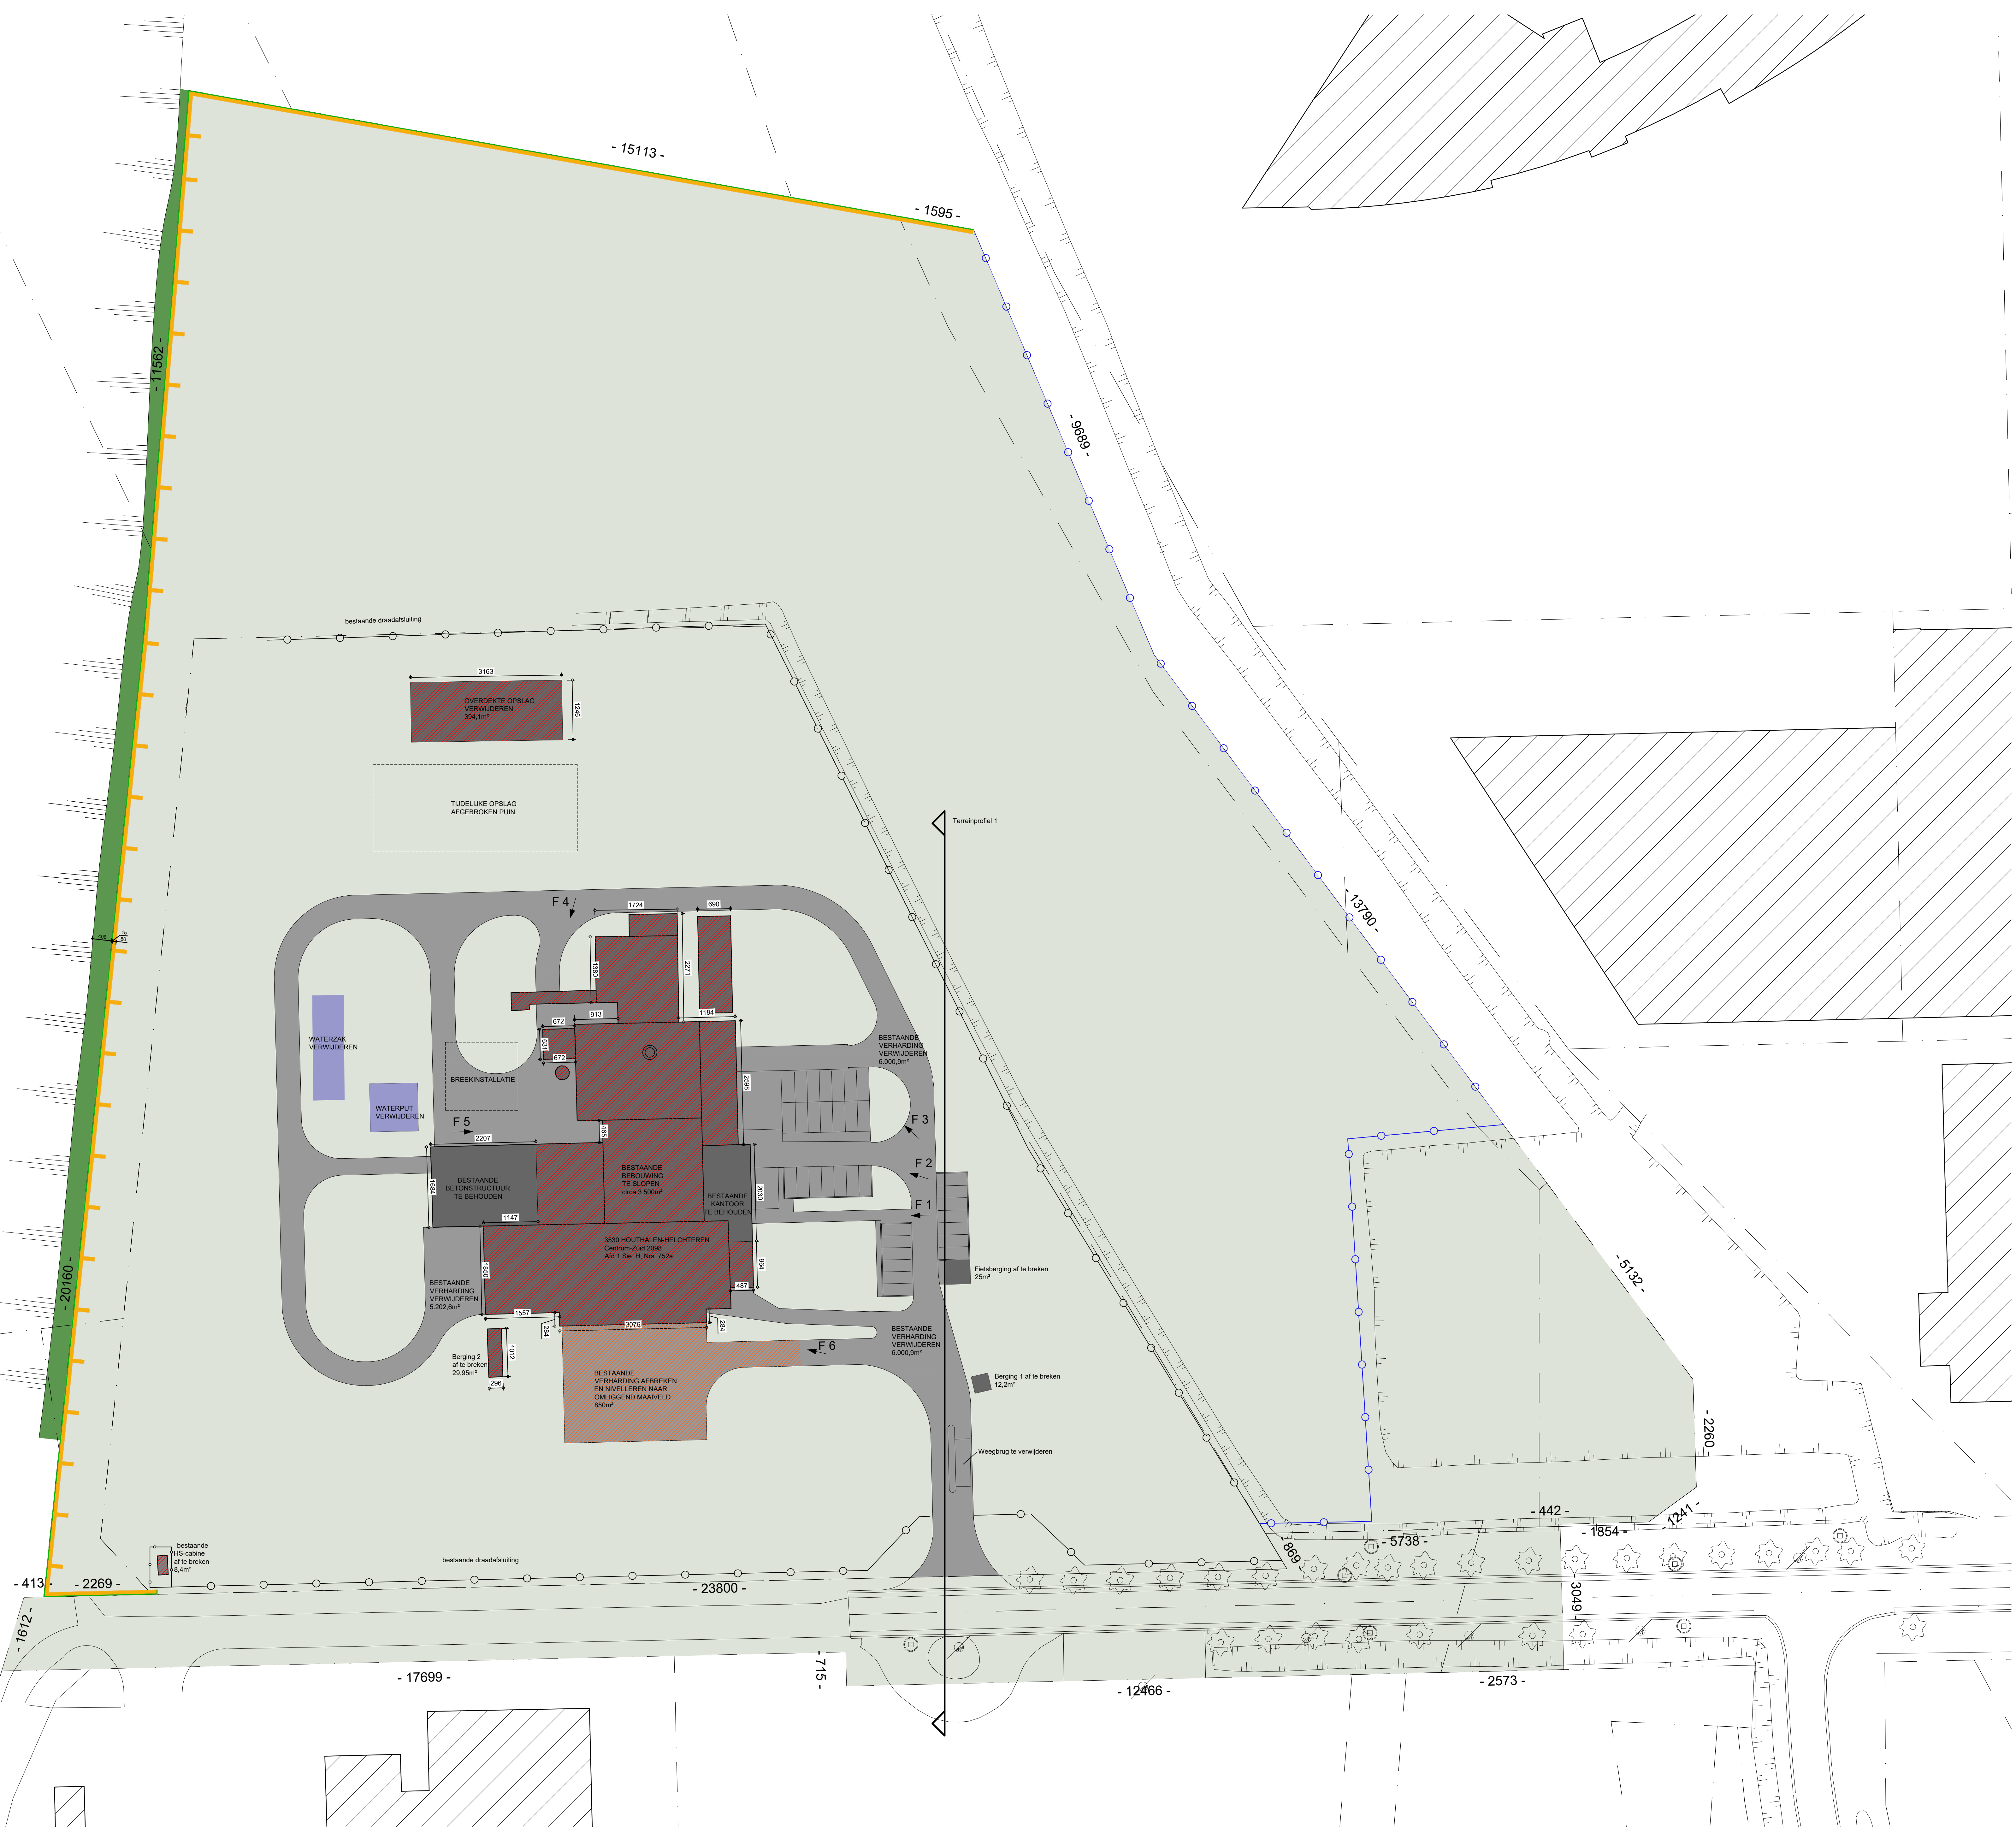 - 15113 -
- 1595 -
- 11562 -
- 9689 -
bestaande draadafsluiting
3163
OVERDEKTE OPSLAG
VERWIJDEREN
394,1m²
1246
TIJDELIJKE OPSLAG
AFGEBROKEN PUIN
Terreinprofiel 1
- 13790 -
F 4
1724
690
406
15
80
1380
2271
913
672
1184
631
672
WATERZAK
VERWIJDEREN
BESTAANDE
VERHARDING
VERWIJDEREN
6.000,9m²
BREEKINSTALLATIE
2598
WATERPUT
VERWIJDEREN
F 5
F 3
2207
465
F 2
BESTAANDE
BEBOUWING
TE SLOPEN
circa 3.500m²
BESTAANDE
BETONSTRUCTUUR
TE BEHOUDEN
1684
BESTAANDE
KANTOOR
TE BEHOUDEN
2030
F 1
1147
3530 HOUTHALEN-HELCHTEREN
Centrum-Zuid 2098
Afd.1 Sie. H, Nrs. 752a
964
1850
487
Fietsberging af te breken
25m²
- 5132 -
- 20160 -
BESTAANDE
VERHARDING
VERWIJDEREN
5.202,6m²
1557
284
3076
284
BESTAANDE
VERHARDING
VERWIJDEREN
6.000,9m²
F 6
Berging 2
af te breken
29,95m²
1012
296
BESTAANDE
VERHARDING AFBREKEN
EN NIVELLEREN NAAR
OMLIGGEND MAAIVELD
850m²
Berging 1 af te breken
12,2m²
- 2260 -
Weegbrug te verwijderen
- 442 -
- 1241 -
- 1854 -
- 5738 -
- 869 -
bestaande
HS-cabine
af te breken
8,4m²
bestaande draadafsluiting
- 413 -
- 2269 -
- 23800 -
- 3049 -
- 1612 -
- 17699 -
- 715 -
- 12466 -
- 2573 -